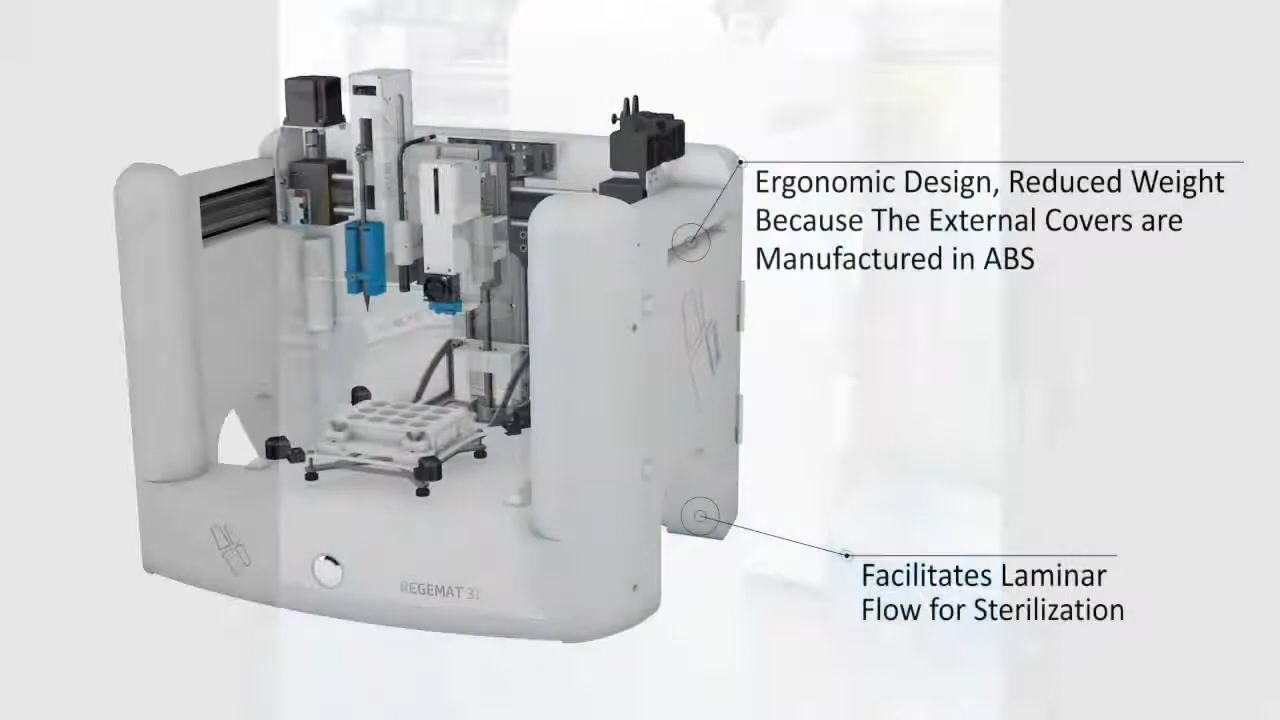 Ergonomic Design, Reduced Weight
Because The External Covers are
Manufactured in ABS
Facilitates Laminar
Flow for Sterilization
REGEMAT 3D